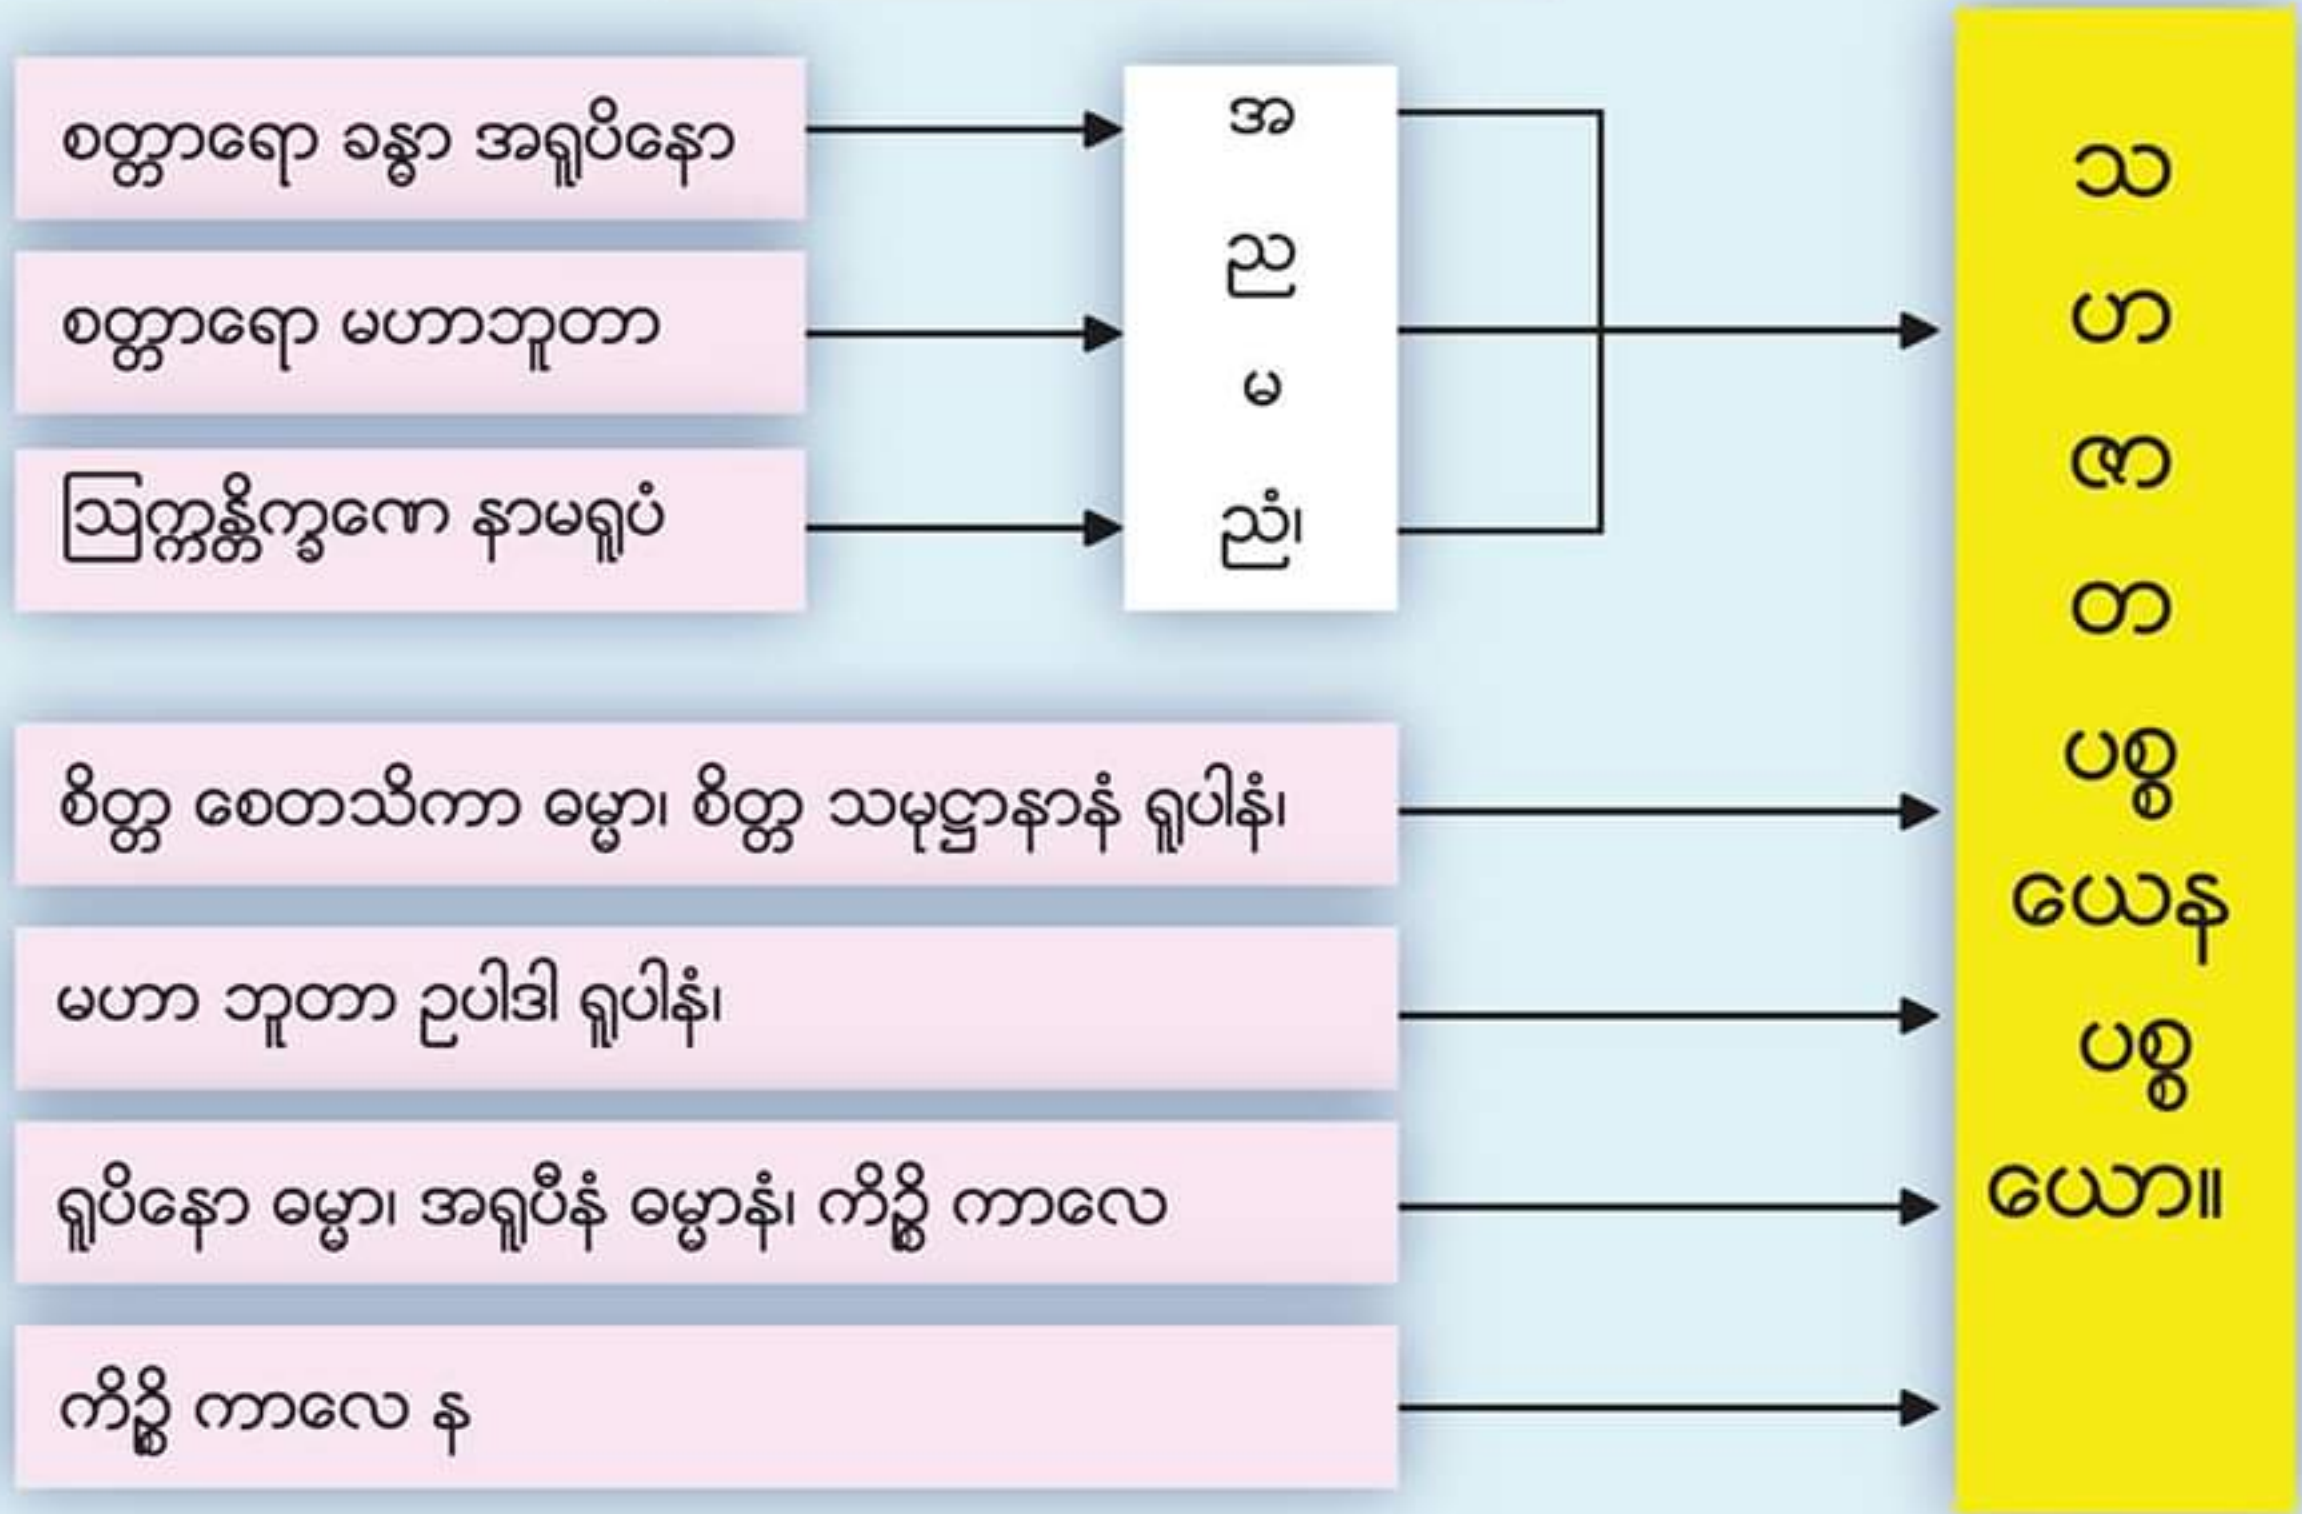 စတ္တာရော ခန္ဓာ အရူပိနော
စတ္တာရော မဟာဘူတာ
ဩက္ကန္တိက္ခဏေ နာမရူပံ
အ
ည
မ
ညံ၊
စိတ္တ စေတသိကာ ဓမ္မာ၊ စိတ္တ သမုဋ္ဌာနာနံ ရူပါနံ၊
မဟာ ဘူတာ ဥပါဒါ ရူပါနံ၊
ရူပိနော ဓမ္မာ၊ အရူပီနံ ဓမ္မာနံ၊ ကိဉ္စိ ကာလေ
ကိဉ္စိ ကာလေ န
သ
ဟ
ဇာ
တ
ပစ္စ
ယေန
ပစ္စ
ယော။